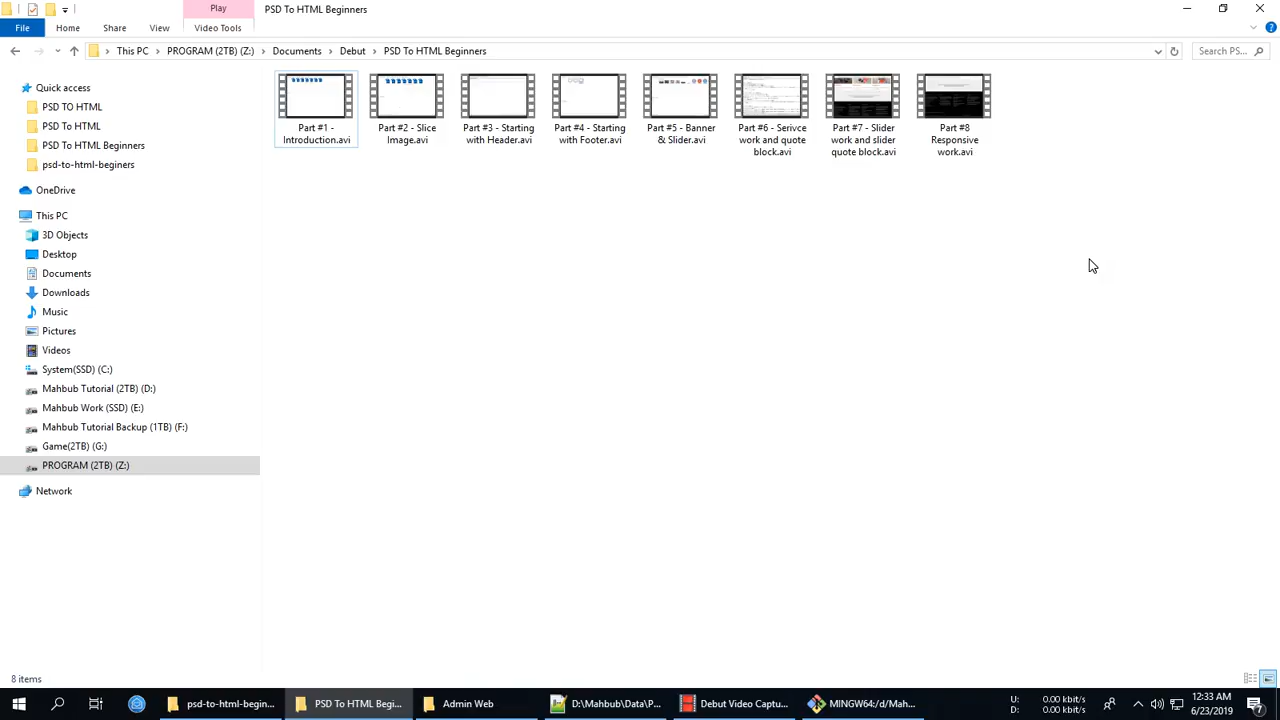 Play
PSD To HTML Beginners
File
Home
Share
View
Video Tools
This PC
PROGRAM (2TB) (Z:)
Documents
Debut
PSD To HTML Beginners
Search PS...
Quick access
PSD TO HTML
PSD To HTML
PSD To HTML Beginners
psd-to-html-beginers
OneDrive
This PC
3D Objects
Desktop
Documents
Downloads
Music
Pictures
Videos
System(SSD) (C:)
Mahbub Tutorial (2TB) (D:)
Mahbub Work (SSD) (E:)
Mahbub Tutorial Backup (1TB) (F:)
Game(2TB) (G:)
PROGRAM (2TB) (Z:)
Network
Part #1 -
Introduction.avi
Part #2 - Slice
Image.avi
Part #3 - Starting
with Header.avi
Part #4 - Starting
with Footer.avi
Part #5 - Banner
& Slider.avi
Part #6 - Serivce
work and quote
block.avi
Part #7 - Slider
work and slider
quote block.avi
Part #8
Responsive
work.avi
8 items
psd-to-html-begin...
PSD To HTML Begi...
Admin Web
D:\Mahbub\Data\P...
Debut Video Captu...
MINGW64:/d/Mah...
U: 0.00 kbit/s
D: 0.00 kbit/s
12:33 AM
6/23/2019